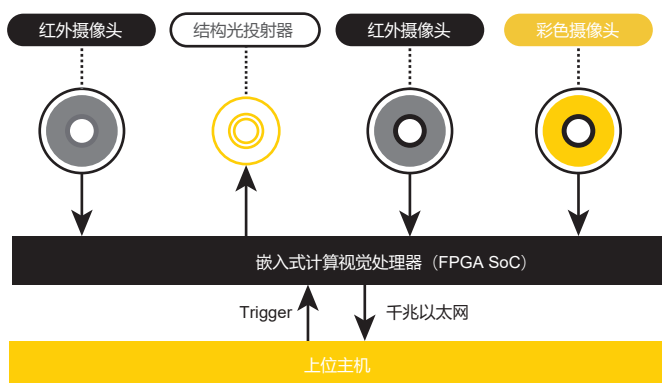 红外摄像头
结构光投射器
红外摄像头
彩色摄像头
嵌入式计算视觉处理器（FPGA SoC）
Trigger
千兆以太网
上位主机